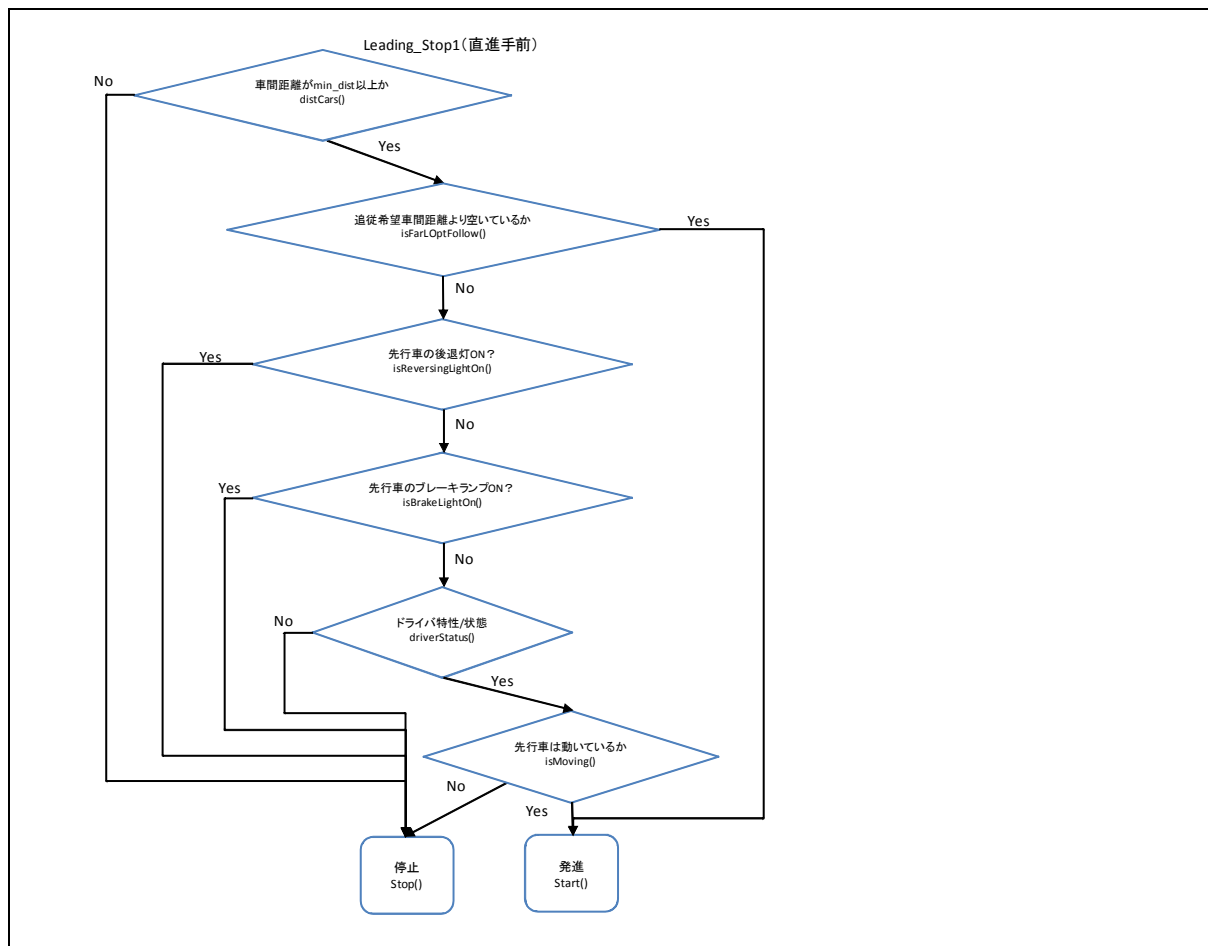 Leading_Stop1(直進手前)
No
車間距離がmin_dist以上か
distCars()
Yes
追従希望車間距離より空いているか
isFarLOptFollow()
Yes
No
先行車の後退灯ON?
isReversingLightOn()
Yes
No
先行車のブレーキランプON?
isBrakeLightOn()
Yes
No
ドライバ特性/状態
driverStatus()
No
Yes
先行車は動いているか
isMoving()
No
Yes
停止
Stop()
発進
Start()